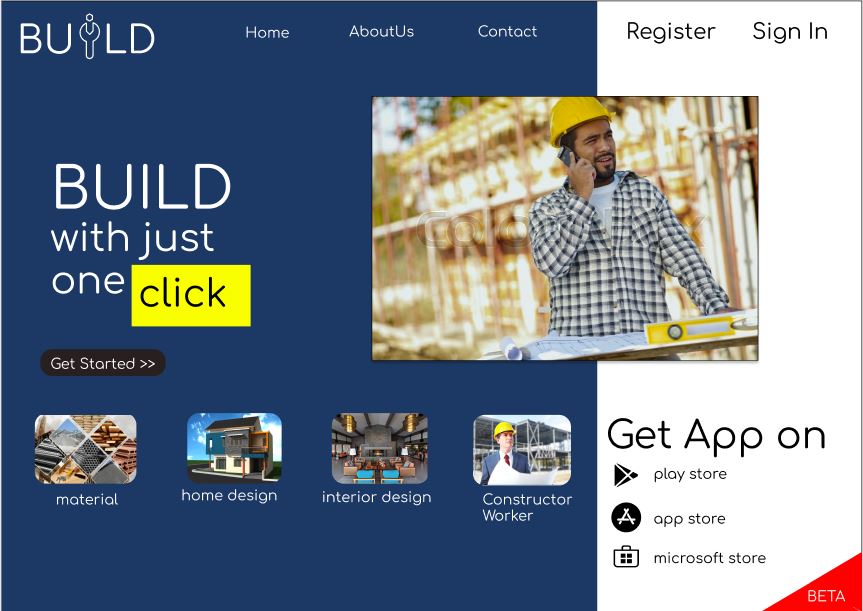 BUILD
Home
AboutUs
Contact
Register
Sign In
BUILD
with just
one click
Get Started >>
material
home design
interior design
Constructor
Worker
Get App on
play store
app store
microsoft store
BETA